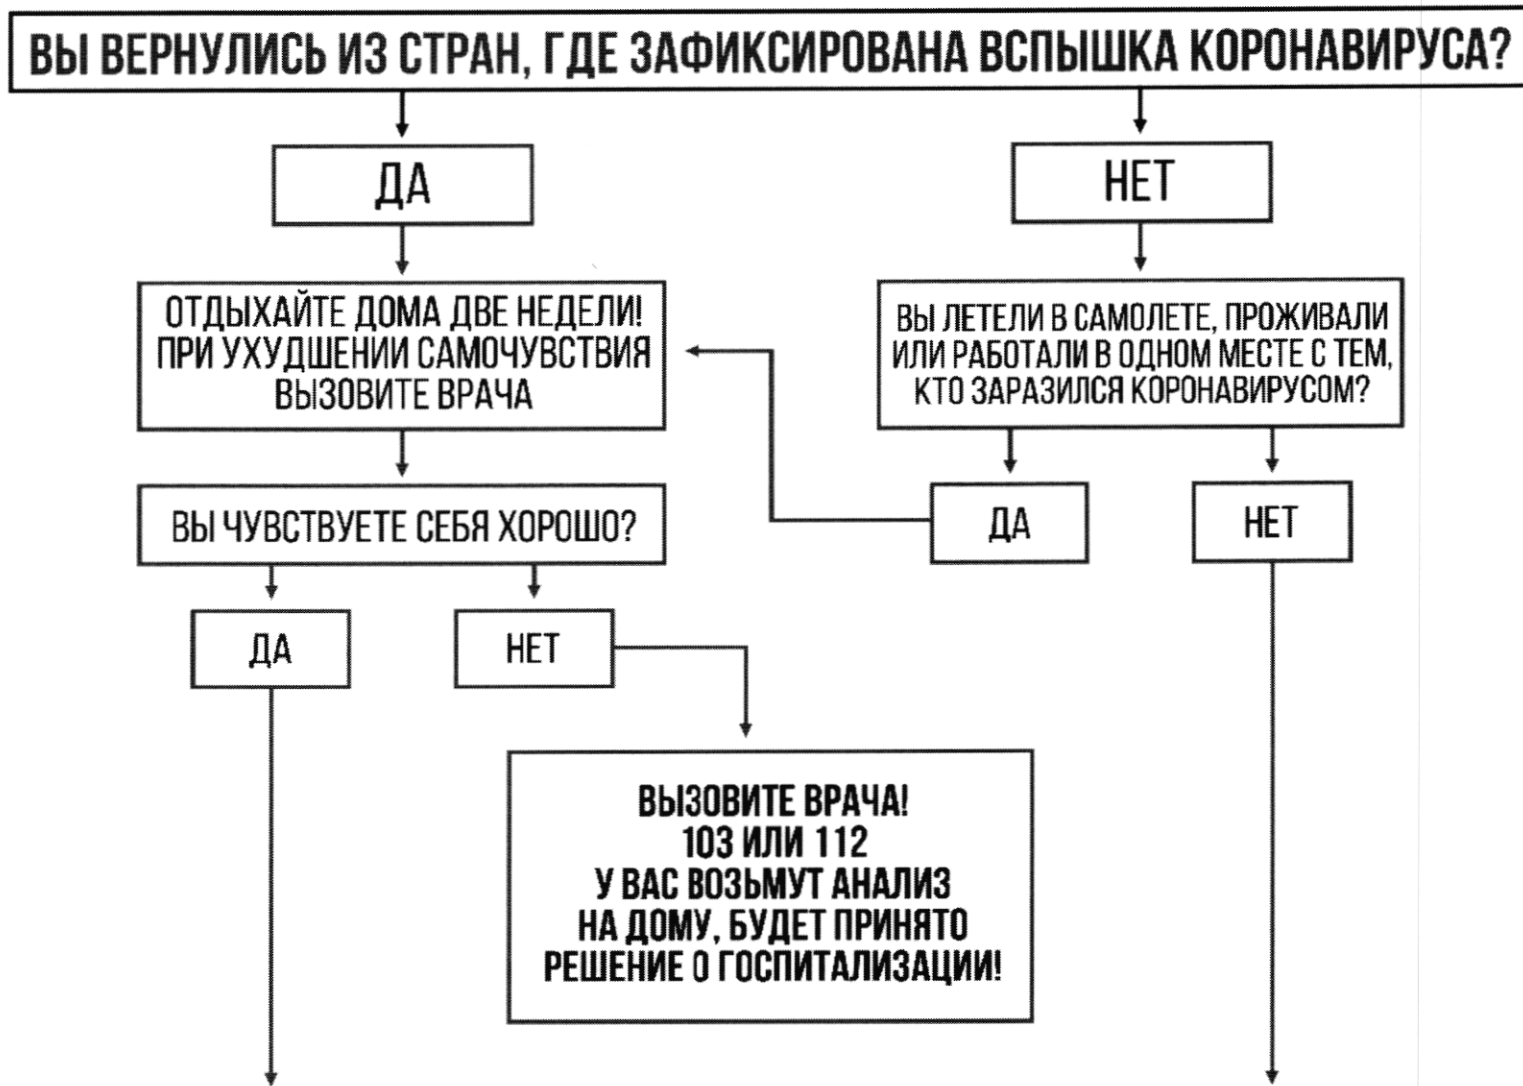 ВЫ ВЕРНУЛИСЬ ИЗ СТРАН, ГДЕ ЗАФИКСИРОВАНА ВСПЫШКА КОРОНАВИРУСА?
ДА
НЕТ
ОТДЫХАЙТЕ ДОМА ДВЕ НЕДЕЛИ!
ПРИ УХУДШЕНИИ САМОЧУВСТВИЯ
ВЫЗОВИТЕ ВРАЧА
ВЫ ЛЕТЕЛИ В САМОЛЕТЕ, ПРОЖИВАЛИ
ИЛИ РАБОТАЛИ В ОДНОМ МЕСТЕ С ТЕМ,
КТО ЗАРАЗИЛСЯ КОРОНАВИРУСОМ?
ВЫ ЧУВСТВУЕТЕ СЕБЯ ХОРОШО?
ДА
НЕТ
ДА
НЕТ
ВЫЗОВИТЕ ВРАЧА!
103 ИЛИ 112
У ВАС ВОЗЬМУТ АНАЛИЗ
НА ДОМУ, БУДЕТ ПРИНЯТО
РЕШЕНИЕ О ГОСПИТАЛИЗАЦИИ!